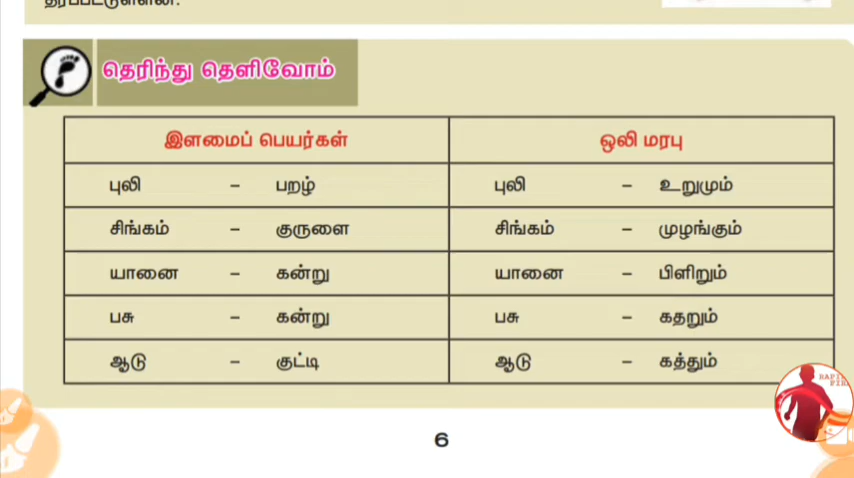 தெரிந்து தெளிவோம்
இளமைப் பெயர்கள் ஒலி மரபு
புலி – பறழ் புலி – உறுமும்
சிங்கம் – குருளை சிங்கம் – முழங்கும்
யானை – கன்று யானை – பிளிறும்
பசு – கன்று பசு – கதறும்
ஆடு – குட்டி ஆடு – கத்தும்
6